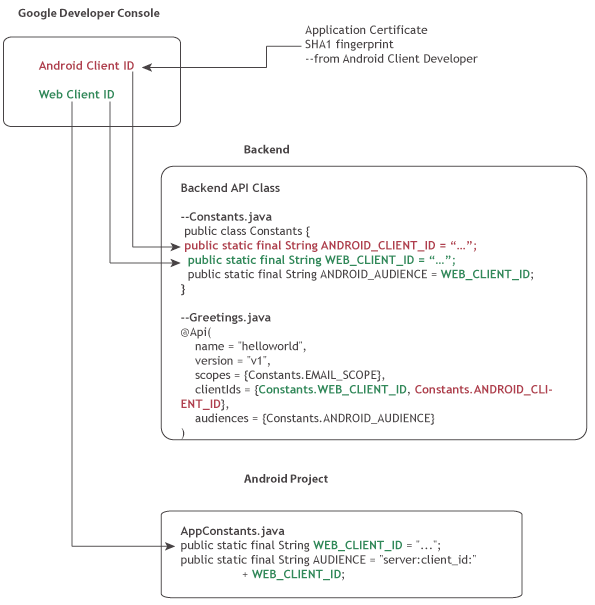 Google Developer Console
Application Certificate
SHA1 fingerprint
--from Android Client Developer
Android Client ID
Web Client ID
Backend
Backend API Class
--Constants.java
public class Constants {
public static final String ANDROID_CLIENT_ID = “…”;
public static final String WEB_CLIENT_ID = “…”;
public static final String ANDROID_AUDIENCE = WEB_CLIENT_ID;
}
--Greetings.java
@Api(
name = "helloworld",
version = "v1",
scopes = {Constants.EMAIL_SCOPE},
clientIds = {Constants.WEB_CLIENT_ID, Constants.ANDROID_CLI-
ENT_ID},
audiences = {Constants.ANDROID_AUDIENCE}
)
Android Project
AppConstants.java
public static final String WEB_CLIENT_ID = "...";
public static final String AUDIENCE = "server:client_id:"
+ WEB_CLIENT_ID;